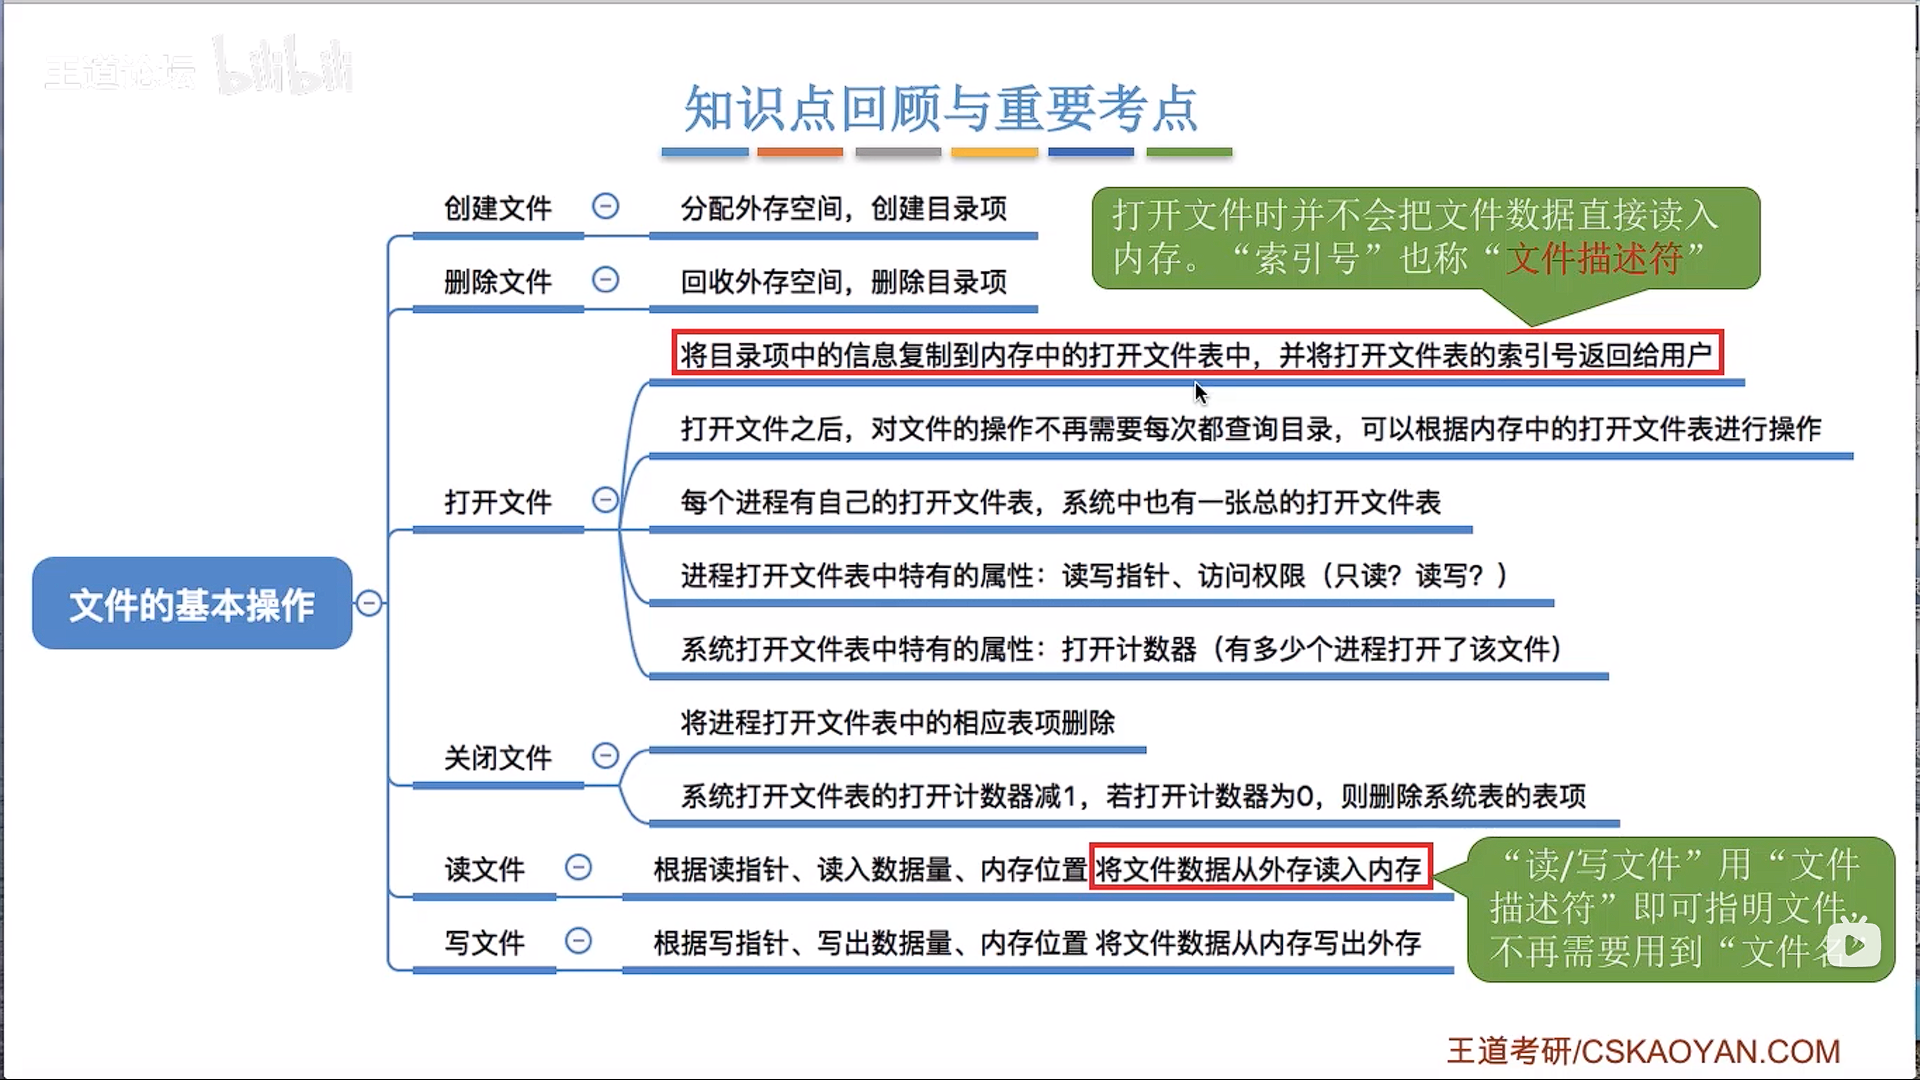 王道论坛 bilibili
知识点回顾与重要考点
创建文件
分配外存空间，创建目录项
打开文件时并不会把文件数据直接读入
内存。“索引号”也称“文件描述符”
删除文件
回收外存空间，删除目录项
将目录项中的信息复制到内存中的打开文件表中，并将打开文件表的索引号返回给用户
打开文件之后，对文件的操作不再需要每次都查询目录，可以根据内存中的打开文件表进行操作
打开文件
每个进程有自己的打开文件表，系统中也有一张总的打开文件表
进程打开文件表中特有的属性：读写指针、访问权限（只读？读写？）
文件的基本操作
系统打开文件表中特有的属性：打开计数器（有多少个进程打开了该文件）
将进程打开文件表中的相应表项删除
关闭文件
系统打开文件表的打开计数器减1，若打开计数器为0，则删除系统表的表项
读文件
根据读指针、读入数据量、内存位置 将文件数据从外存读入内存
“读/写文件”用“文件
描述符”即可指明文件，
不再需要用到“文件名”
写文件
根据写指针、写出数据量、内存位置 将文件数据从内存写出外存
王道考研/CSKAOYAN.COM